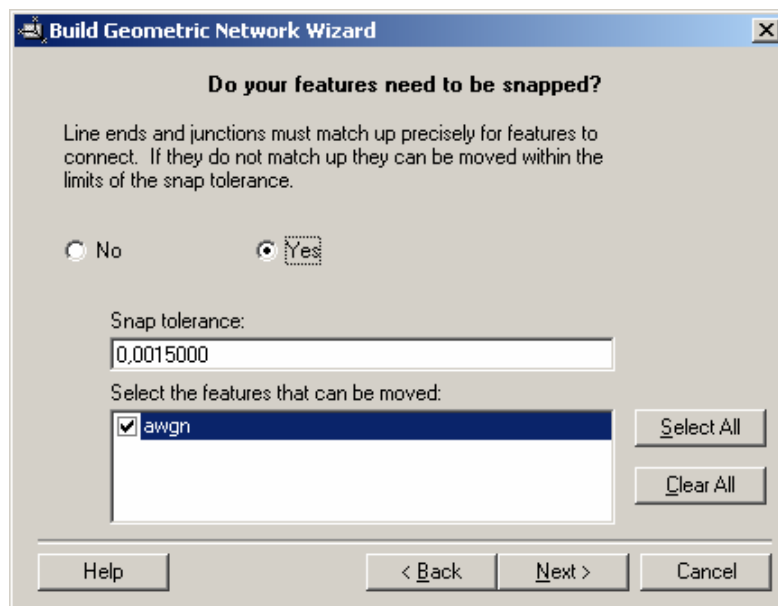 Build Geometric Network Wizard
Do your features need to be snapped?
Line ends and junctions must match up precisely for features to
connect. If they do not match up they can be moved within the
limits of the snap tolerance.
No
Yes
Snap tolerance:
0,0015000
Select the features that can be moved:
awgn
Select All
Clear All
Help
< Back
Next >
Cancel